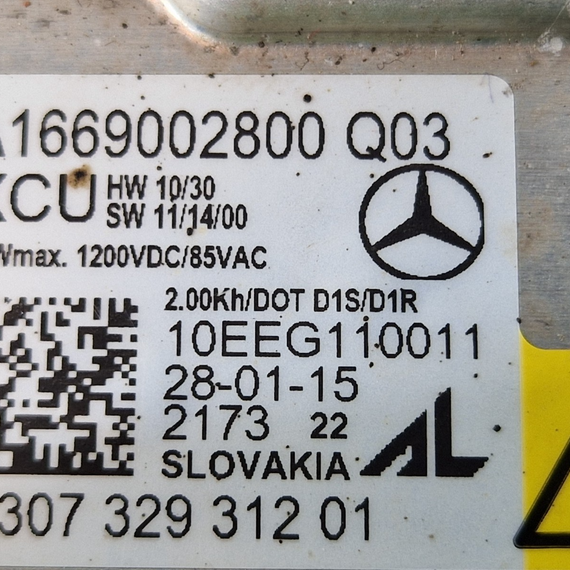 A1669002800 Q03
XCU HW 10/30
SW 11/14/00
Wmax. 1200VDC/85VAC
2.00Kh/DOT D1S/D1R
10EEG110011
28-01-15
2173 22
SLOVAKIA AL
307 329 312 01